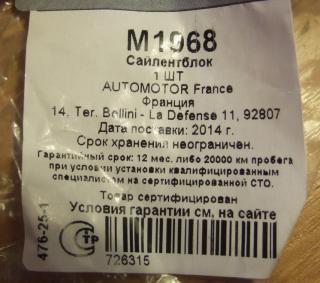 M1968
Сайлентблок
1 ШТ
AUTOMOTOR France
Франция
14. Ter. Bellini - La Defense 11, 92807
Дата поставки: 2014 г.
Срок хранения неограничен.
Гарантийный срок: 12 мес. либо 20000 км пробега
при условии установки квалифицированным
специалистом на сертифицированной СТО.
Товар сертифицирован
Условия гарантии см. на сайте
476-25-1
726315